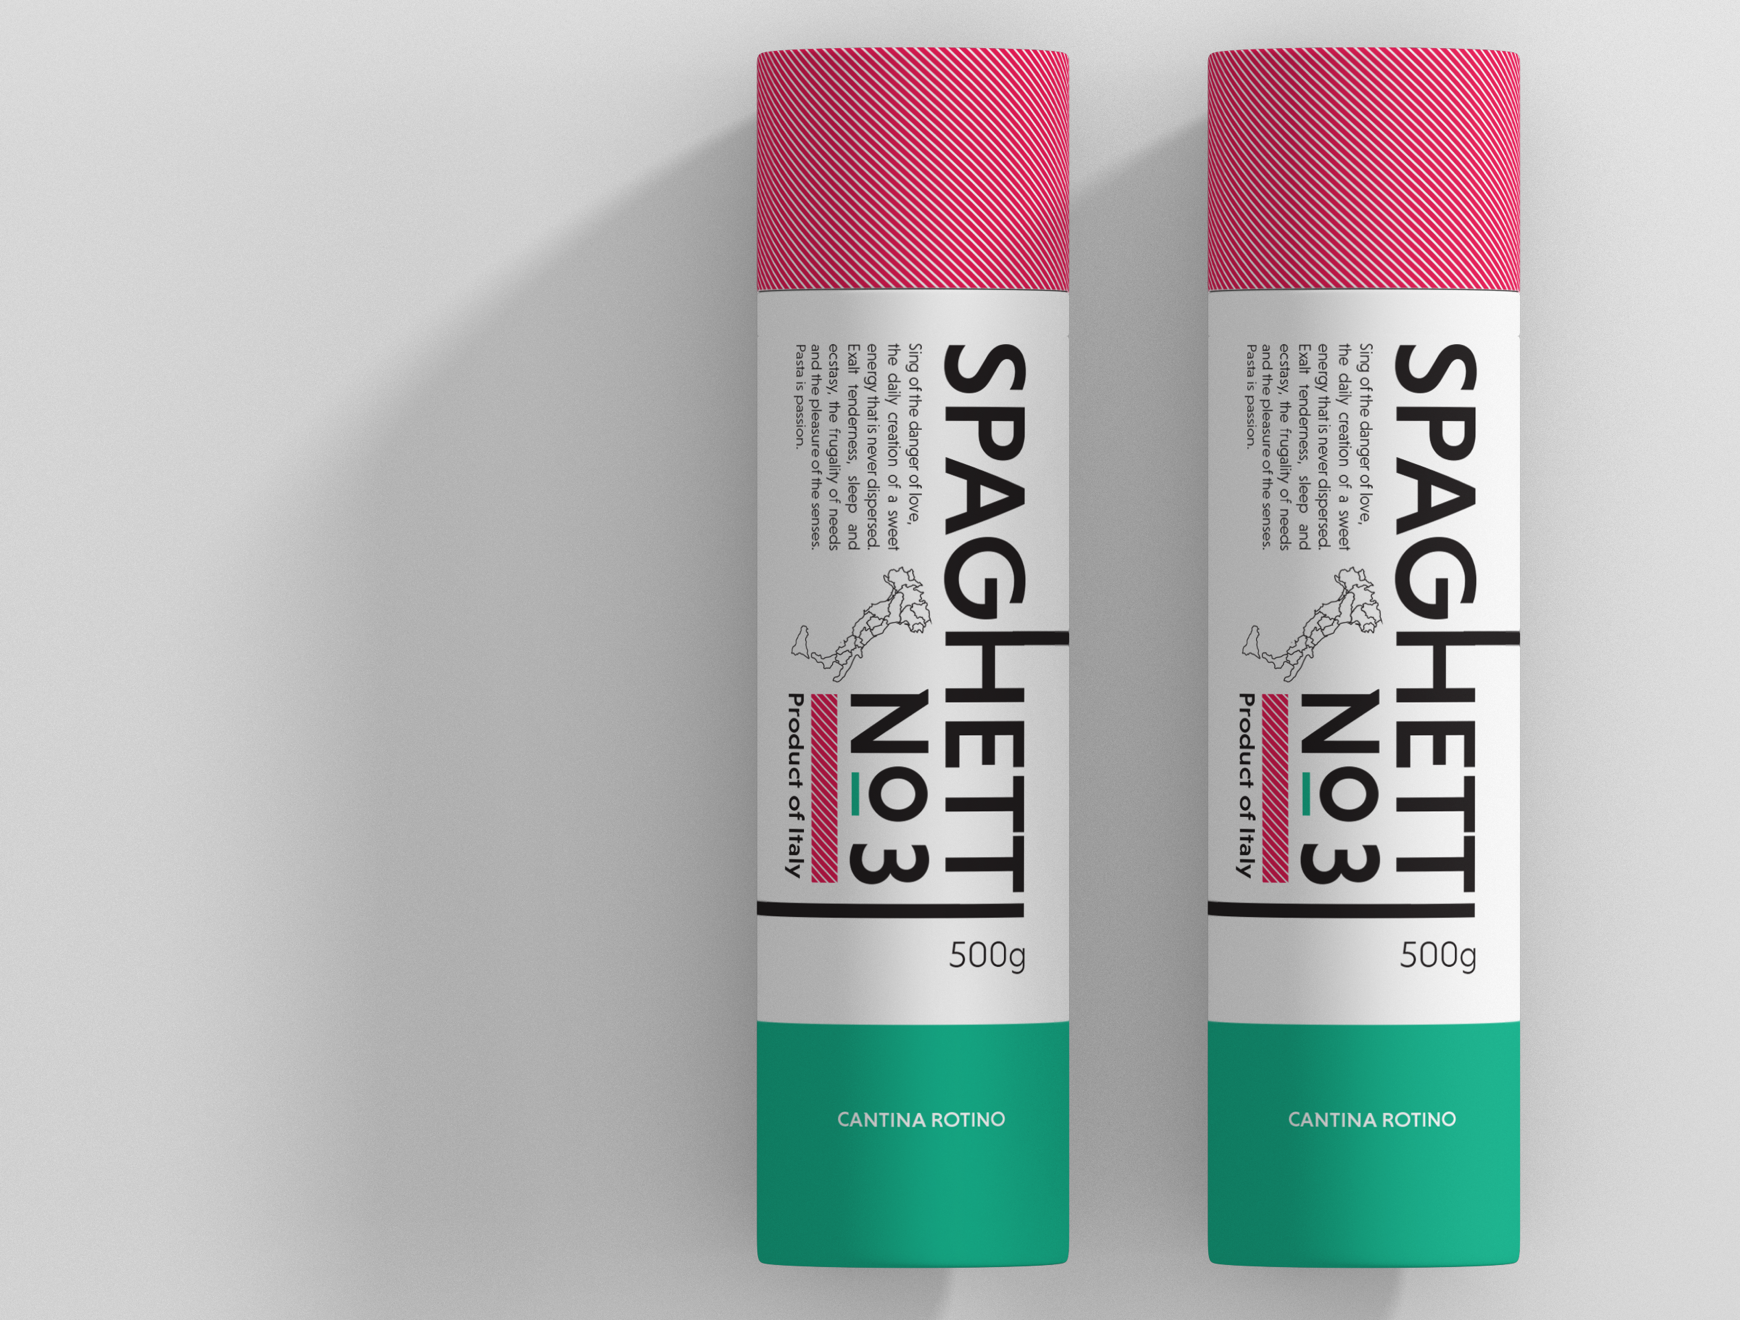 SPAGHETTI
Sing of the danger of love,
the daily creation of a sweet
energy that is never dispersed.
Exalt tenderness, sleep and
ecstasy, the frugality of needs
and the pleasure of the senses.
Pasta is passion.
No 3
Product of Italy
500g
CANTINA ROTINO
SPAGHETTI
Sing of the danger of love,
the daily creation of a sweet
energy that is never dispersed.
Exalt tenderness, sleep and
ecstasy, the frugality of needs
and the pleasure of the senses.
Pasta is passion.
No 3
Product of Italy
500g
CANTINA ROTINO